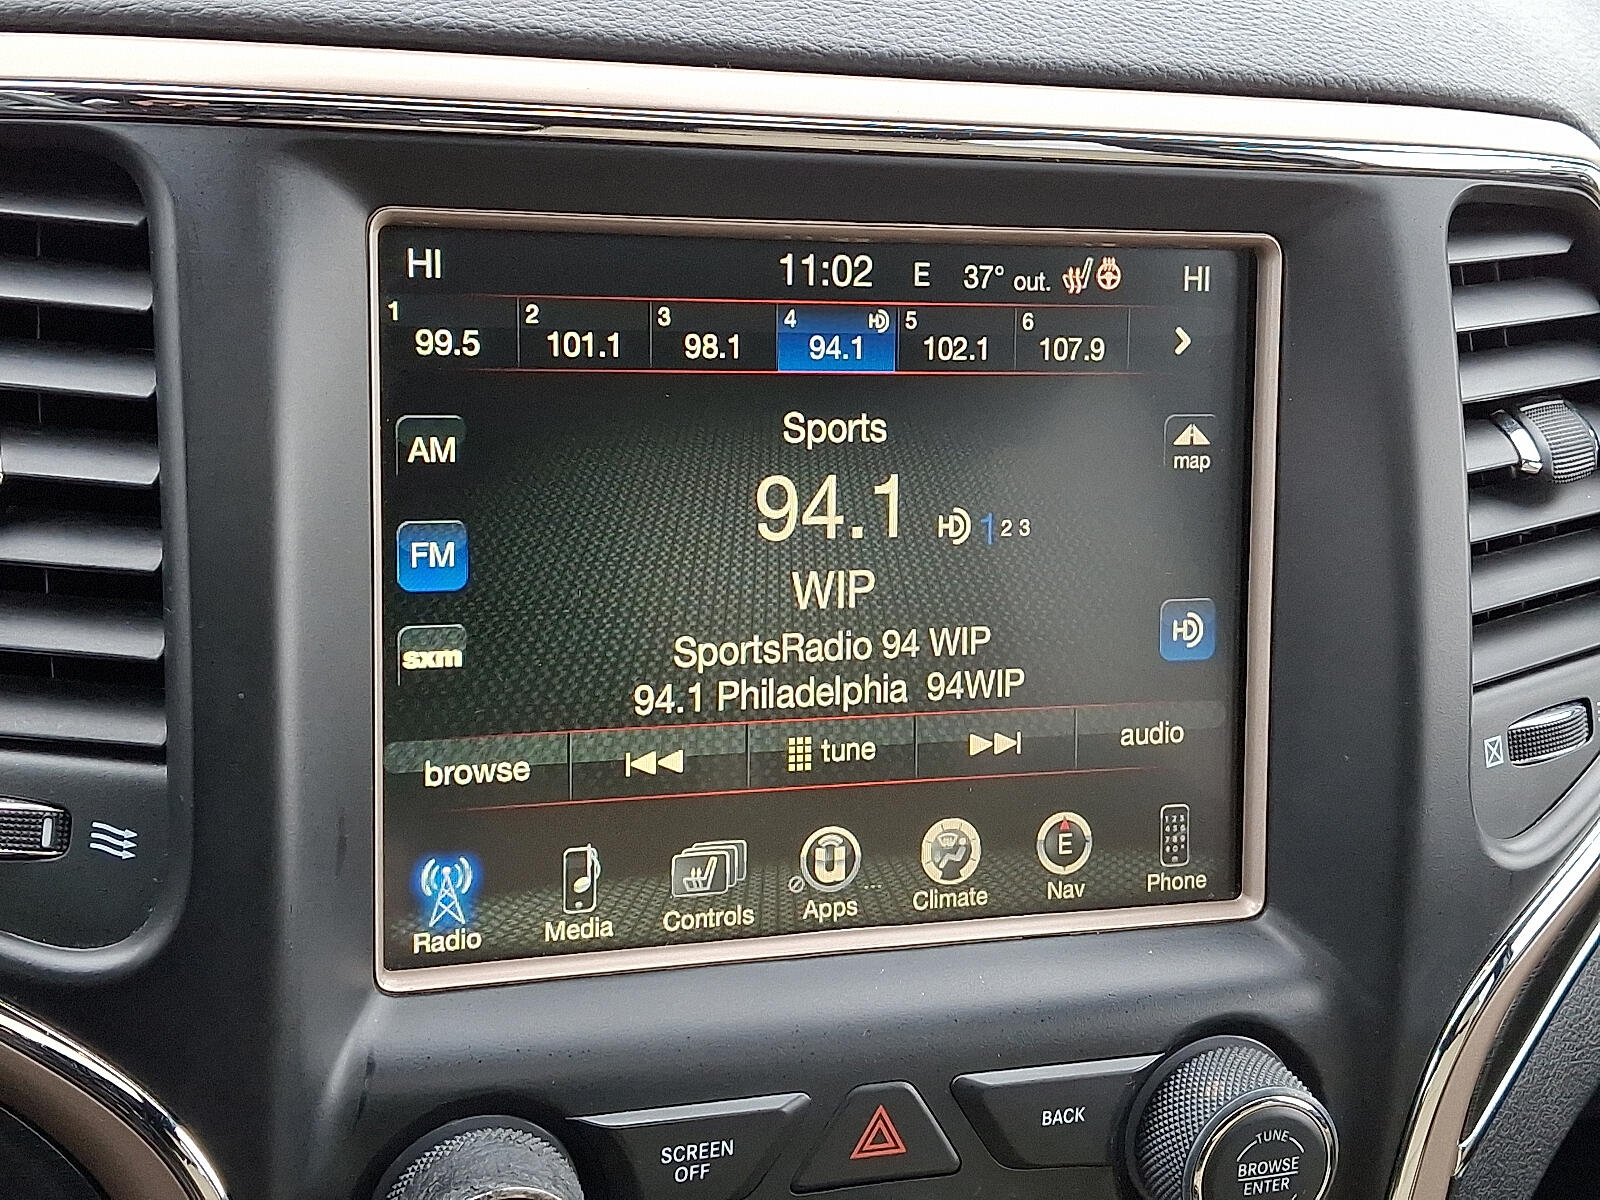 HI 11:02 E 37° out. HI
1 99.5 2 101.1 3 98.1 4 HD 94.1 5 102.1 6 107.9
AM
Sports
map
94.1 HD 1 2 3
FM
WIP
HD
SportsRadio 94 WIP
sxm
94.1 Philadelphia 94WIP
browse tune audio
Radio Media Controls Apps ... Climate E Nav Phone
SCREEN
OFF
BACK
TUNE
BROWSE
ENTER